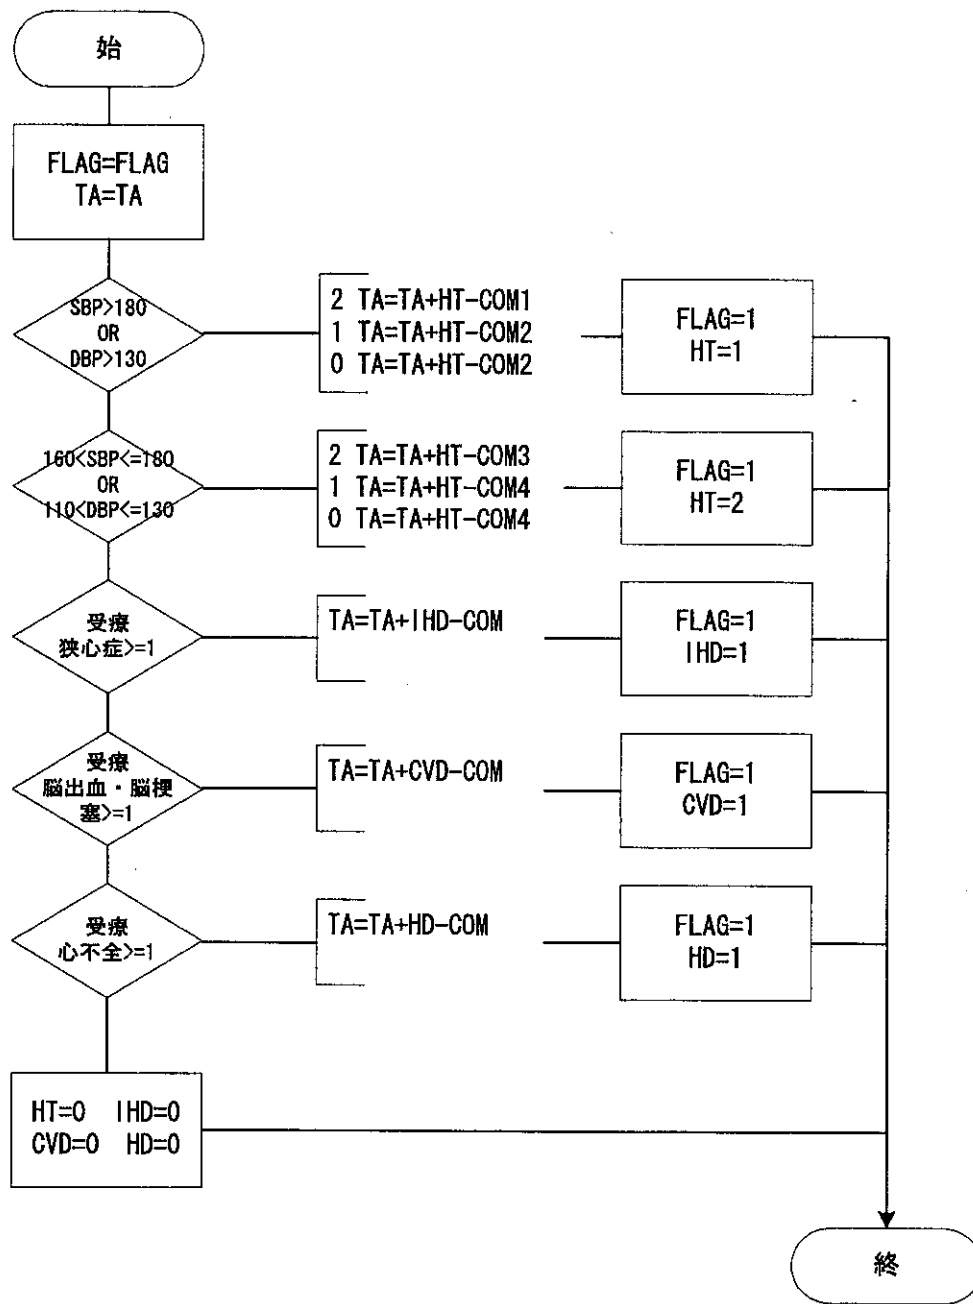 始
FLAG=FLAG
TA=TA
SBP>180
OR
DBP>130
2 TA=TA+HT-COM1
1 TA=TA+HT-COM2
0 TA=TA+HT-COM2
FLAG=1
HT=1
160<SBP<=180
OR
110<DBP<=130
2 TA=TA+HT-COM3
1 TA=TA+HT-COM4
0 TA=TA+HT-COM4
FLAG=1
HT=2
受療
狭心症>=1
TA=TA+IHD-COM
FLAG=1
IHD=1
受療
脳出血・脳梗
塞>=1
TA=TA+CVD-COM
FLAG=1
CVD=1
受療
心不全>=1
TA=TA+HD-COM
FLAG=1
HD=1
HT=0 IHD=0
CVD=0 HD=0
終